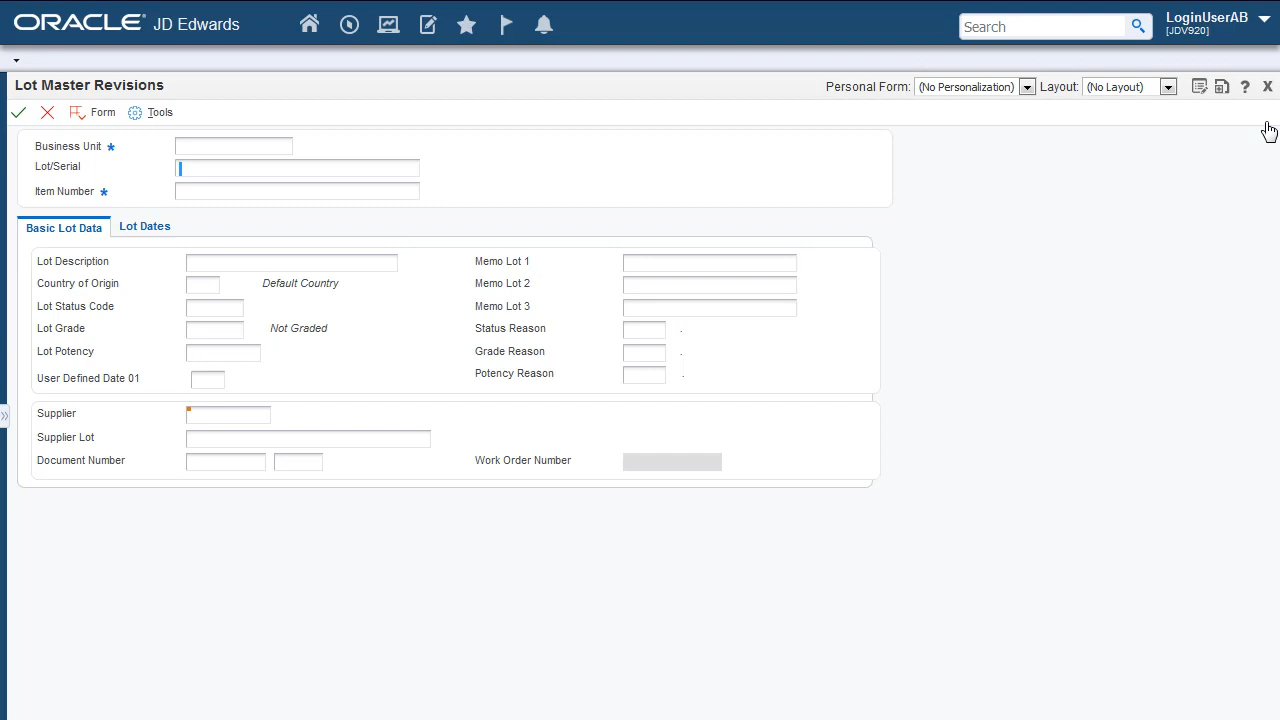 ORACLE JD Edwards
Search
LoginUserAB
[JDV920]
Lot Master Revisions
Personal Form: (No Personalization) Layout: (No Layout) ? X
Form Tools
Business Unit *
Lot/Serial
Item Number *
Basic Lot Data Lot Dates
Lot Description Memo Lot 1
Country of Origin Default Country Memo Lot 2
Lot Status Code Memo Lot 3
Lot Grade Not Graded Status Reason .
Lot Potency Grade Reason .
User Defined Date 01 Potency Reason .
Supplier
Supplier Lot
Document Number Work Order Number